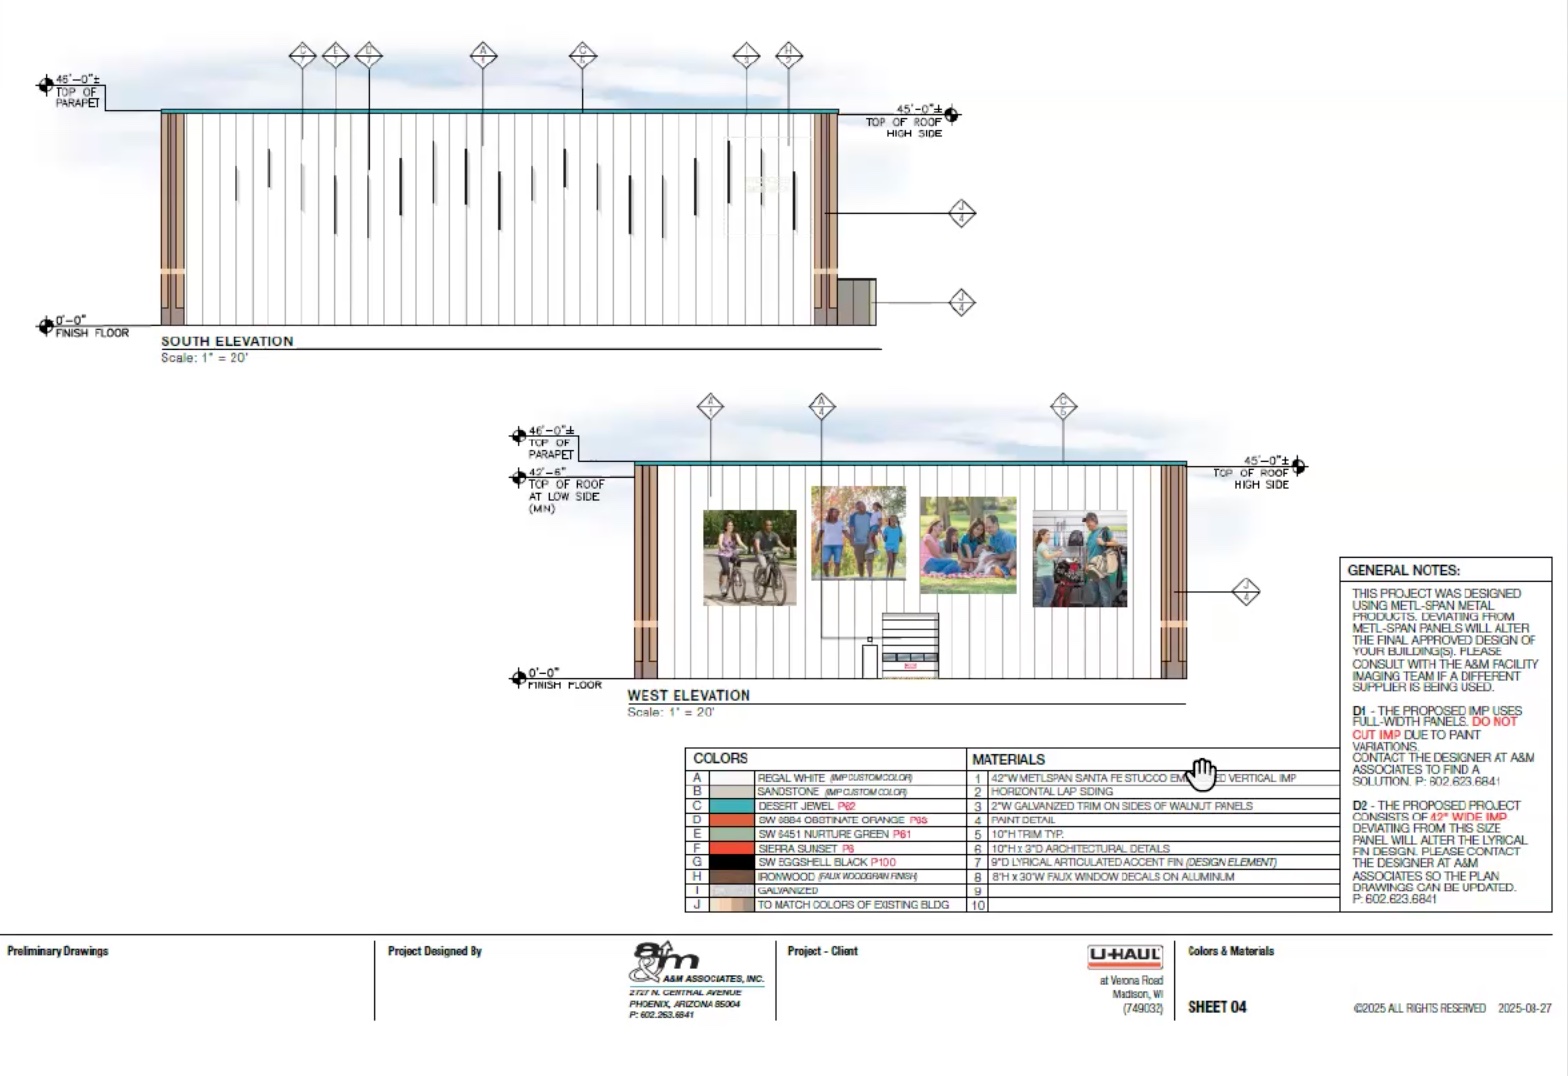 C
7
E
7
D
7
A
1
C
6
I
3
H
7
46'-0"±
TOP OF
PARAPET
45'-0"±
TOP OF ROOF
HIGH SIDE
J
4
J
4
0'-0"
FINISH FLOOR
SOUTH ELEVATION
Scale: 1" = 20'
A
1
A
4
C
6
46'-0"±
TOP OF
PARAPET
42'-6"
TOP OF ROOF
AT LOW SIDE
(MIN)
45'-0"±
TOP OF ROOF
HIGH SIDE
J
4
0'-0"
FINISH FLOOR
WEST ELEVATION
Scale: 1" = 20'
GENERAL NOTES:
THIS PROJECT WAS DESIGNED
USING METL-SPAN METAL
PRODUCTS. DEVIATING FROM
METL-SPAN PANELS WILL ALTER
THE FINAL APPROVED DESIGN OF
YOUR BUILDING(S). PLEASE
CONSULT WITH THE A&M FACILITY
IMAGING TEAM IF A DIFFERENT
SUPPLIER IS BEING USED.
D1 - THE PROPOSED IMP USES
FULL-WIDTH PANELS. DO NOT
CUT IMP DUE TO PAINT
VARIATIONS.
CONTACT THE DESIGNER AT A&M
ASSOCIATES TO FIND A
SOLUTION. P: 602.623.6841
D2 - THE PROPOSED PROJECT
CONSISTS OF 42" WIDE IMP.
DEVIATING FROM THIS SIZE
PANEL WILL ALTER THE LYRICAL
FIN DESIGN. PLEASE CONTACT
THE DESIGNER AT A&M
ASSOCIATES SO THE PLAN
DRAWINGS CAN BE UPDATED.
P: 602.623.6841
COLORS
A REGAL WHITE (IMP CUSTOM COLOR)
B SANDSTONE (IMP CUSTOM COLOR)
C DESERT JEWEL P62
D SW 6884 OBSTINATE ORANGE P65
E SW 6451 NURTURE GREEN P61
F SIERRA SUNSET P6
G SW EGGSHELL BLACK P100
H IRONWOOD (FAUX WOODGRAIN FINISH)
I GALVANIZED
J TO MATCH COLORS OF EXISTING BLDG
MATERIALS
1 42"W METLSPAN SANTA FE STUCCO VERTICAL IMP
2 HORIZONTAL LAP SIDING
3 2"W GALVANIZED TRIM ON SIDES OF WALNUT PANELS
4 PAINT DETAIL
5 10"H TRIM TYP.
6 10"H x 3"D ARCHITECTURAL DETAILS
7 9"D LYRICAL ARTICULATED ACCENT FIN (DESIGN ELEMENT)
8 8'H x 30"W FAUX WINDOW DECALS ON ALUMINUM
9
10
Preliminary Drawings
Project Designed By
a&m
A&M ASSOCIATES, INC.
2727 N. CENTRAL AVENUE
PHOENIX, ARIZONA 85004
P: 602.263.6841
Project - Client
U-HAUL
at Verona Road
Madison, WI
(749032)
Colors & Materials
SHEET 04
©2025 ALL RIGHTS RESERVED 2025-08-27